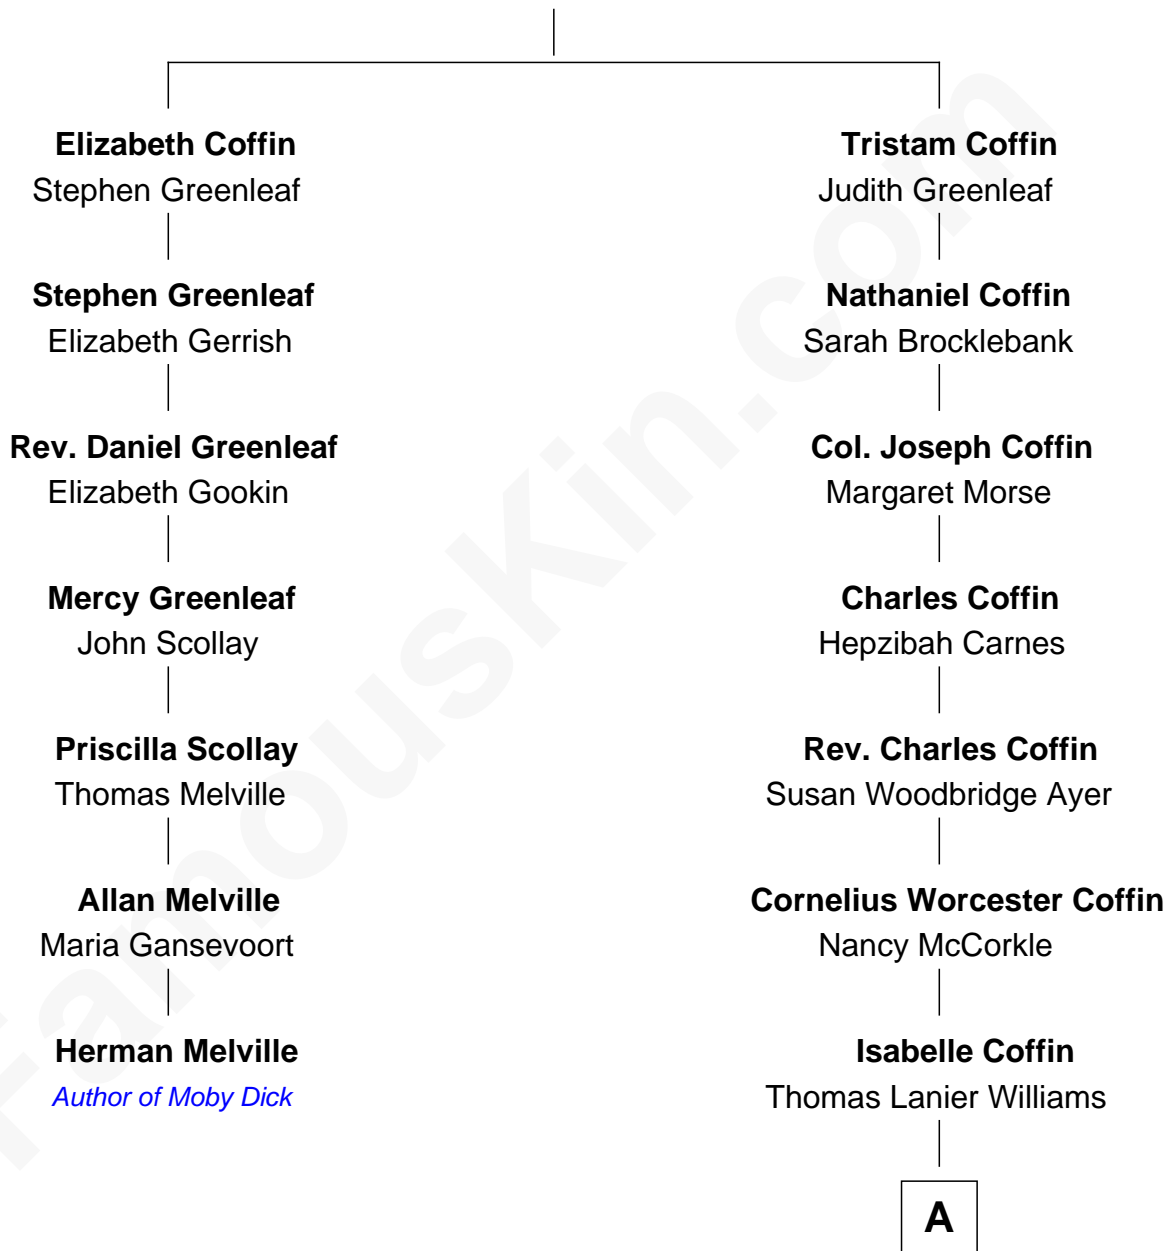 Elizabeth Coffin
Stephen Greenleaf
Stephen Greenleaf
Elizabeth Gerrish
Rev. Daniel Greenleaf
Elizabeth Gookin
Mercy Greenleaf
John Scollay
Priscilla Scollay
Thomas Melville
Allan Melville
Maria Gansevoort
Herman Melville
Author of Moby Dick
Tristam Coffin
Judith Greenleaf
Nathaniel Coffin
Sarah Brocklebank
Col. Joseph Coffin
Margaret Morse
Charles Coffin
Hepzibah Carnes
Rev. Charles Coffin
Susan Woodbridge Ayer
Cornelius Worcester Coffin
Nancy McCorkle
Isabelle Coffin
Thomas Lanier Williams
A
FamousKin.com